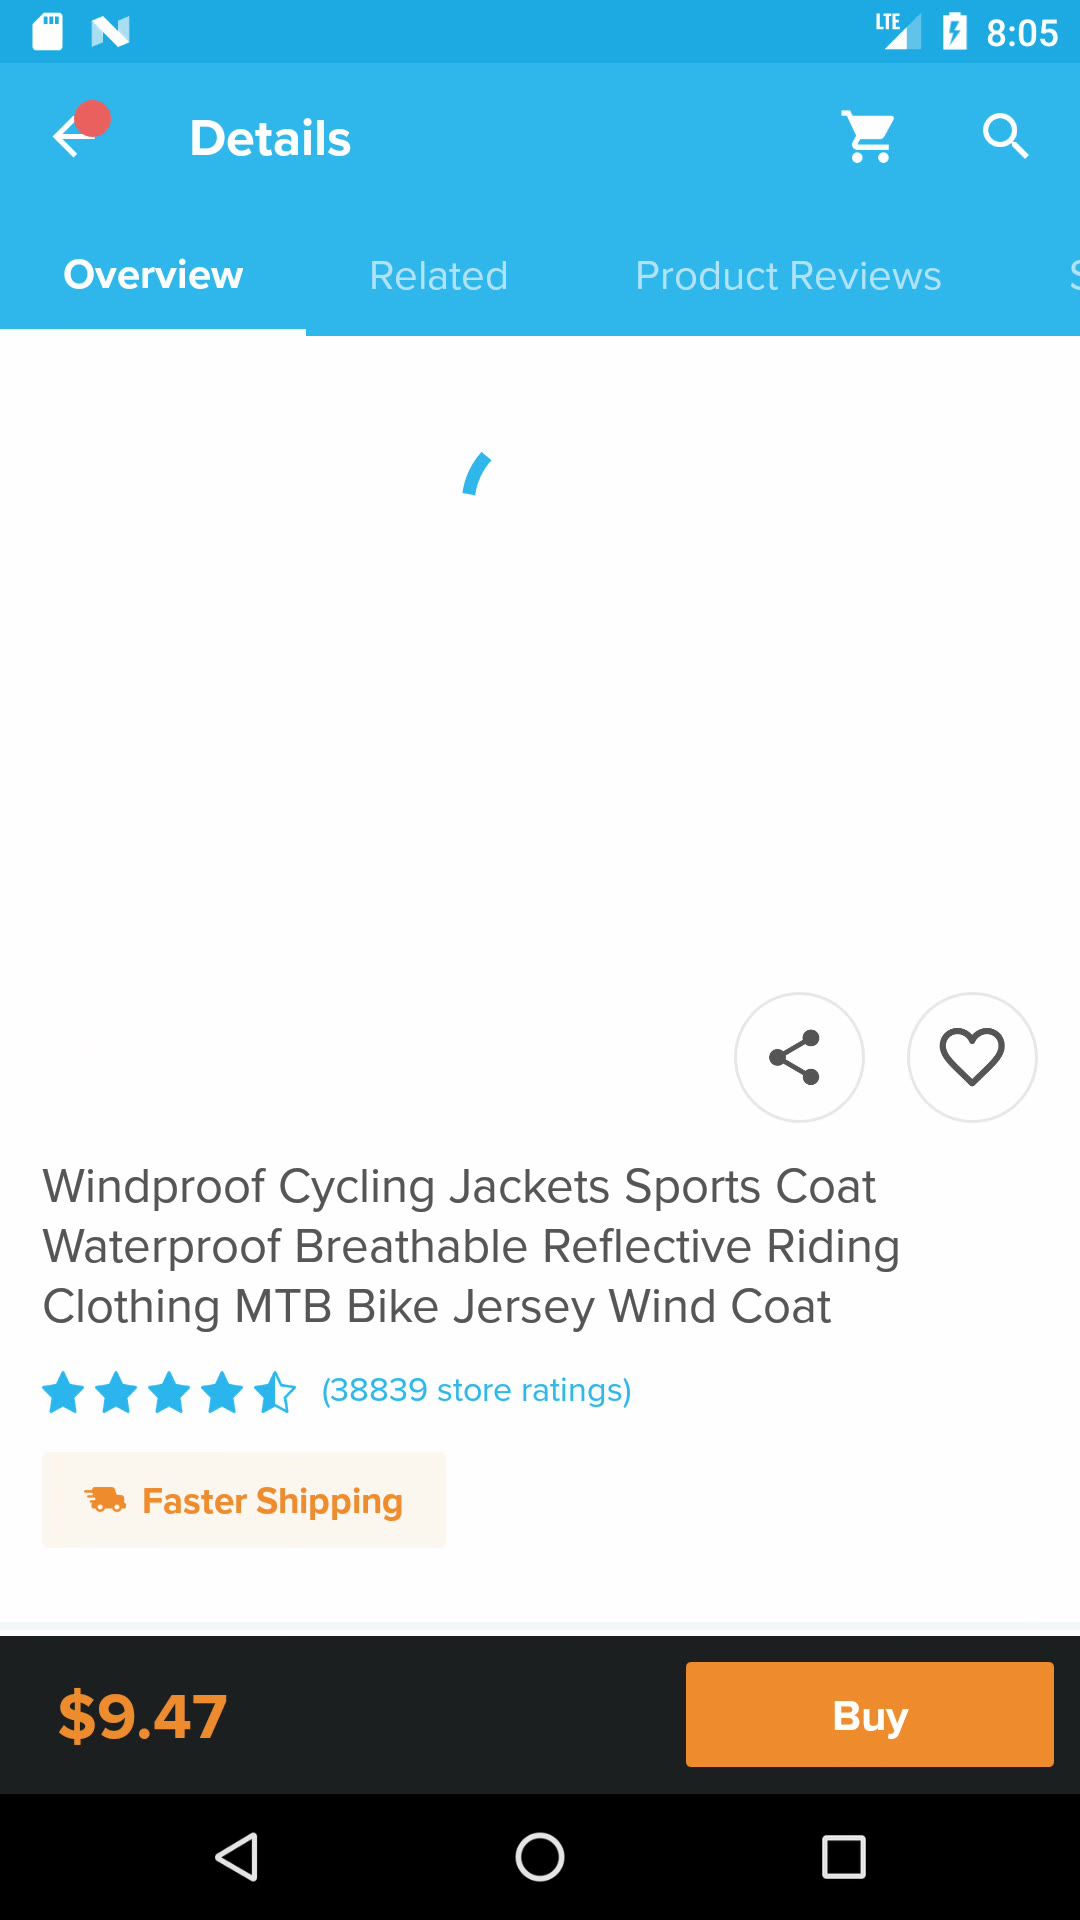 LTE 8:05
Details
Overview Related Product Reviews
Windproof Cycling Jackets Sports Coat
Waterproof Breathable Reflective Riding
Clothing MTB Bike Jersey Wind Coat
(38839 store ratings)
Faster Shipping
$9.47 Buy